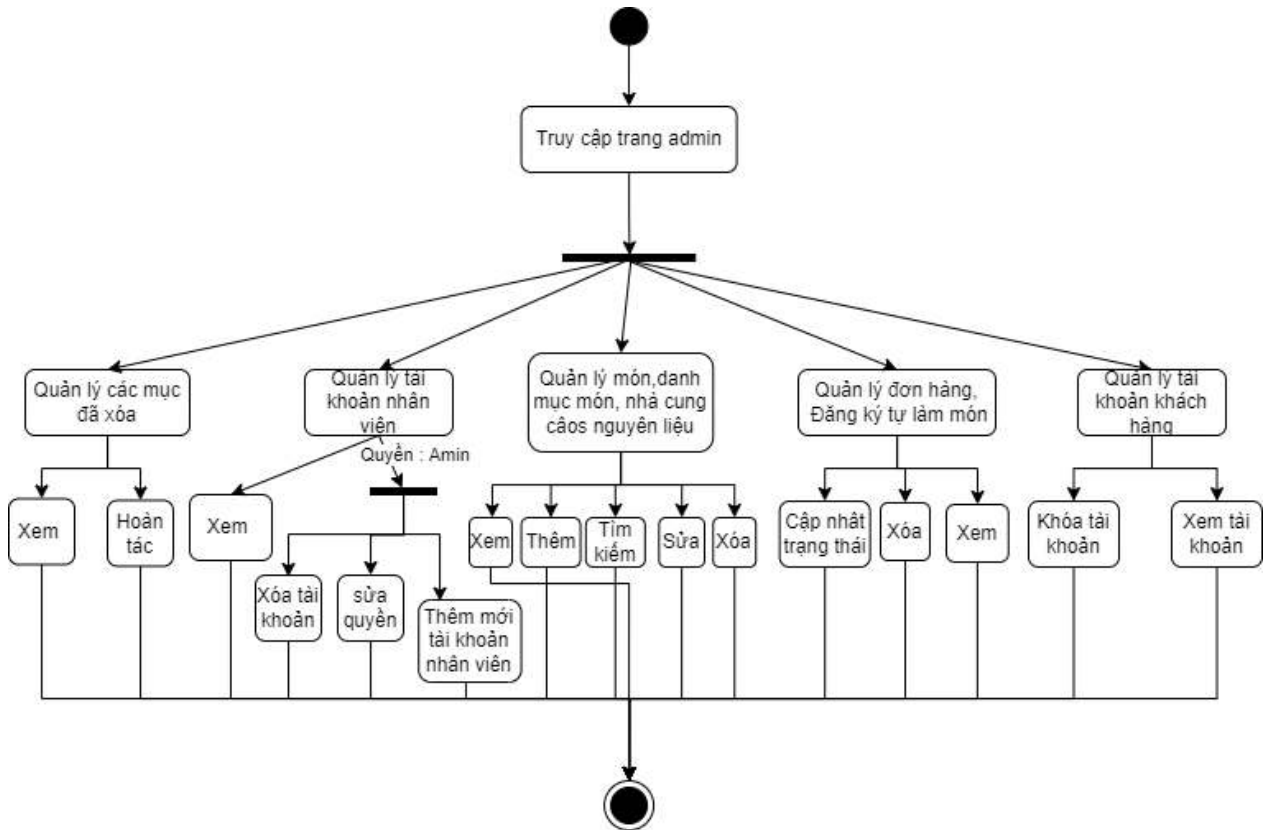 Truy cập trang admin
Quản lý các mục
đã xóa
Quản lý tài
khoản nhân
viên
Quản lý món,danh
mục món, nhà cung
câos nguyên liệu
Quản lý đơn hàng,
Đăng ký tự làm món
Quản lý tài
khoản khách
hàng
Quyền : Amin
Xem
Hoàn
tác
Xem
Xem
Thêm
Tìm
kiếm
Sửa
Xóa
Cập nhât
trạng thái
Xóa
Xem
Khóa tài
khoản
Xem tài
khoản
Xóa tài
khoản
sửa
quyền
Thêm mới
tài khoản
nhân viên